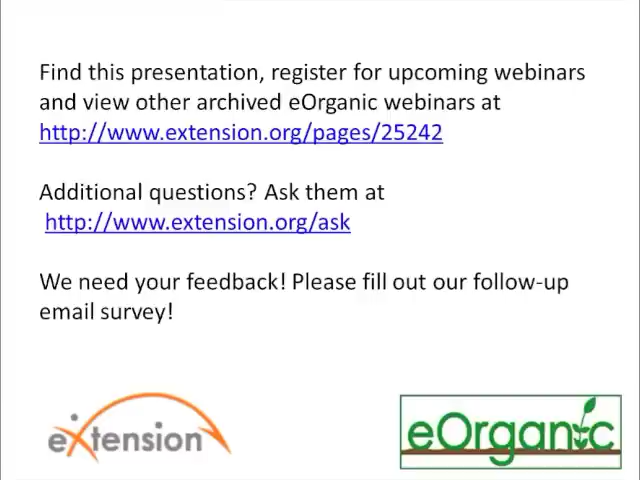 Find this presentation, register for upcoming webinars
and view other archived eOrganic webinars at
http://www.extension.org/pages/25242
Additional questions? Ask them at
http://www.extension.org/ask
We need your feedback! Please fill out our follow-up
email survey!
eXtension
eOrganic